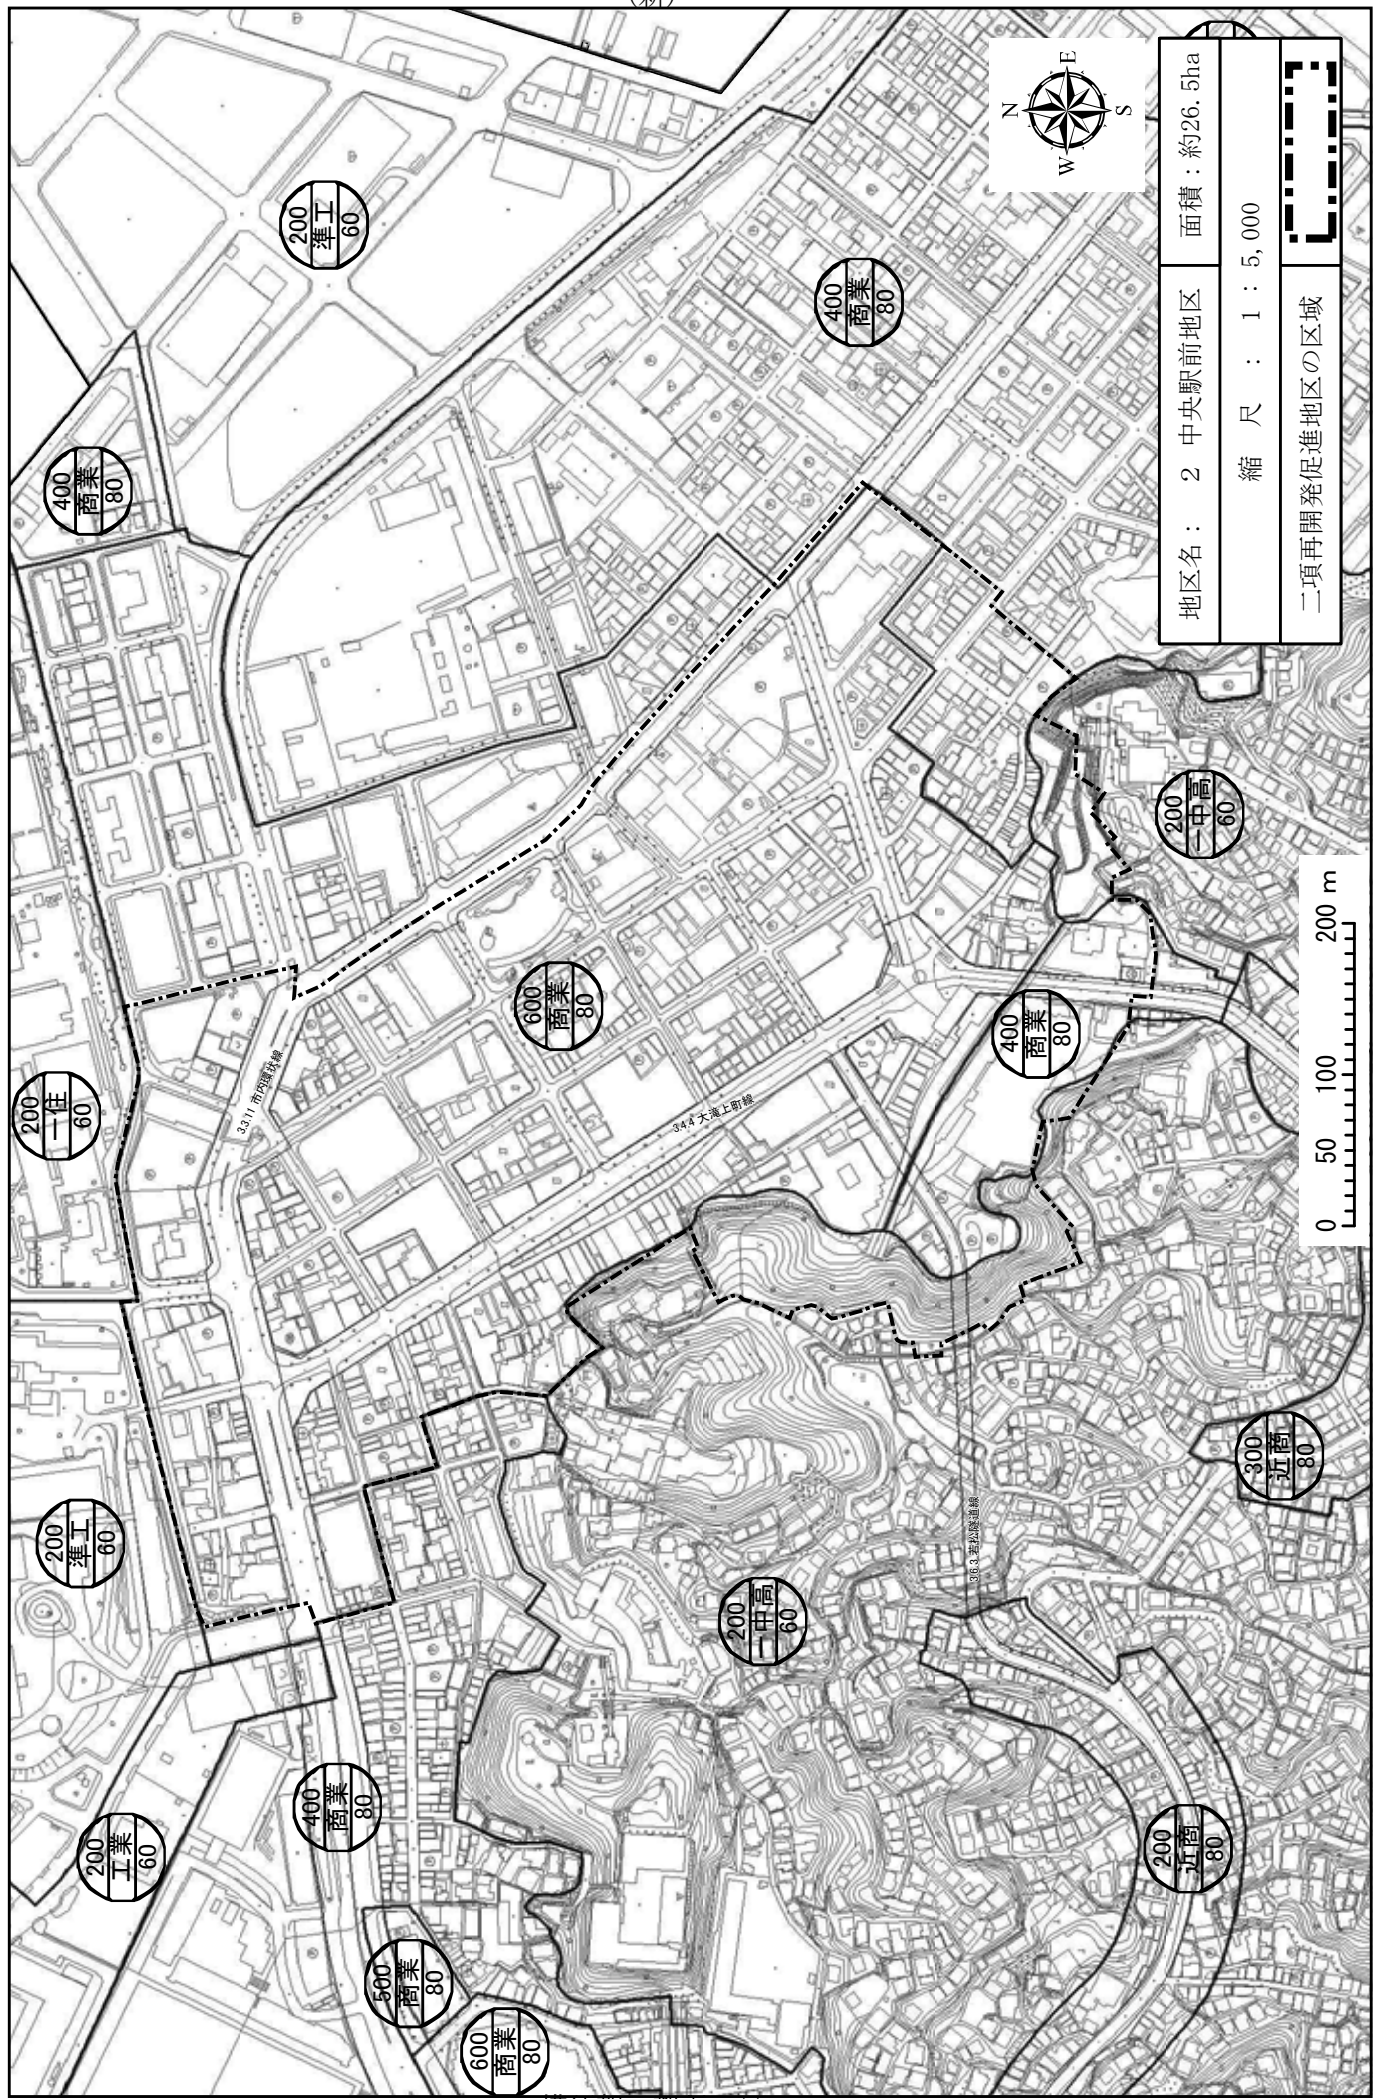 (新)
地区名： 2 中央駅前地区
面積：約26.5ha
縮 尺 ： 1：5,000
二項再開発促進地区の区域
N
E
S
W
200
準工
60
400
商業
80
400
商業
80
200
一住
60
600
商業
80
200
一中高
60
400
商業
80
200
準工
60
200
工業
60
400
商業
80
500
商業
80
600
商業
80
200
一中高
60
300
近商
80
200
近商
80
3.3.11 市内環状線
3.4.4 大滝上町線
3.6.3 若松隧道線
0 50 100 200 m